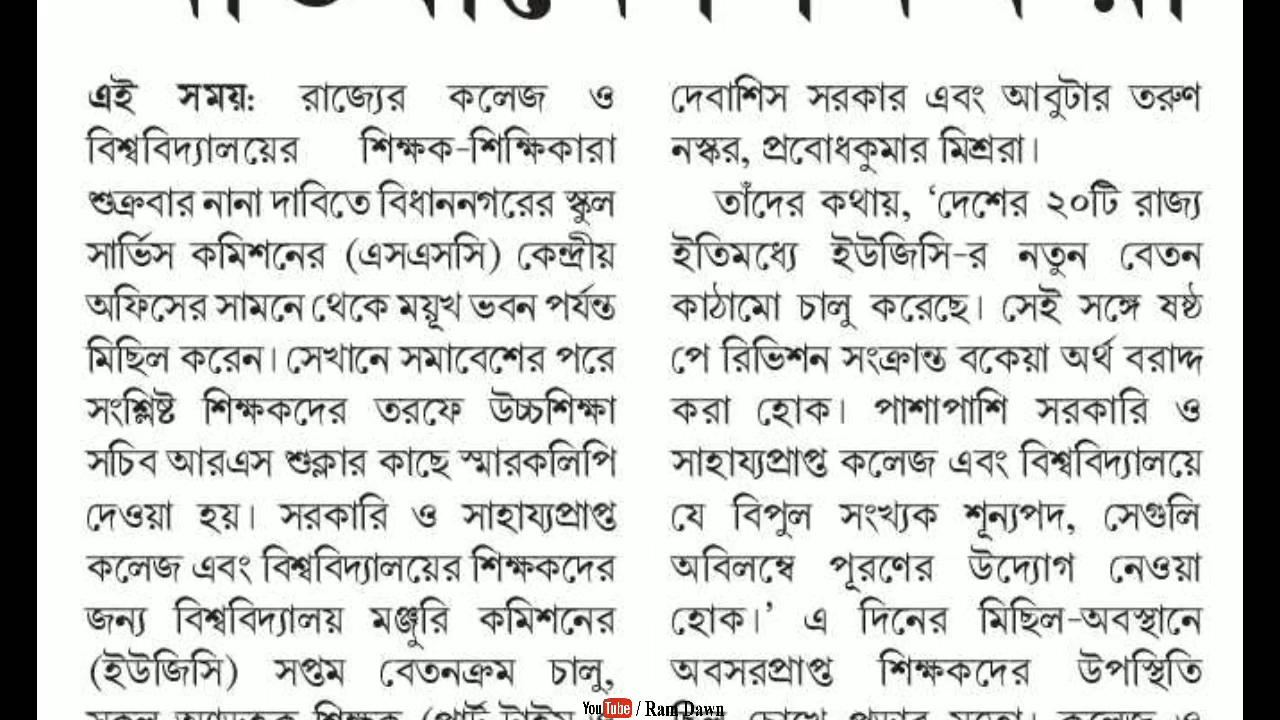 এই সময়: রাজ্যের কলেজ ও
বিশ্ববিদ্যালয়ের শিক্ষক-শিক্ষিকারা
শুক্রবার নানা দাবিতে বিধাননগরের স্কুল
সার্ভিস কমিশনের (এসএসসি) কেন্দ্রীয়
অফিসের সামনে থেকে ময়ূখ ভবন পর্যন্ত
মিছিল করেন। সেখানে সমাবেশের পরে
সংশ্লিষ্ট শিক্ষকদের তরফে উচ্চশিক্ষা
সচিব আরএস শুক্লার কাছে স্মারকলিপি
দেওয়া হয়। সরকারি ও সাহায্যপ্রাপ্ত
কলেজ এবং বিশ্ববিদ্যালয়ের শিক্ষকদের
জন্য বিশ্ববিদ্যালয় মঞ্জুরি কমিশনের
(ইউজিসি) সপ্তম বেতনক্রম চালু,
দেবাশিস সরকার এবং আবুটার তরুণ
নস্কর, প্রবোধকুমার মিশ্ররা।
তাঁদের কথায়, ‘দেশের ২০টি রাজ্য
ইতিমধ্যে ইউজিসি-র নতুন বেতন
কাঠামো চালু করেছে। সেই সঙ্গে ষষ্ঠ
পে রিভিশন সংক্রান্ত বকেয়া অর্থ বরাদ্দ
করা হোক। পাশাপাশি সরকারি ও
সাহায্যপ্রাপ্ত কলেজ এবং বিশ্ববিদ্যালয়ে
যে বিপুল সংখ্যক শূন্যপদ, সেগুলি
অবিলম্বে পূরণের উদ্যোগ নেওয়া
হোক।’ এ দিনের মিছিল-অবস্থানে
অবসরপ্রাপ্ত শিক্ষকদের উপস্থিতি
YouTube / Ram Dawn